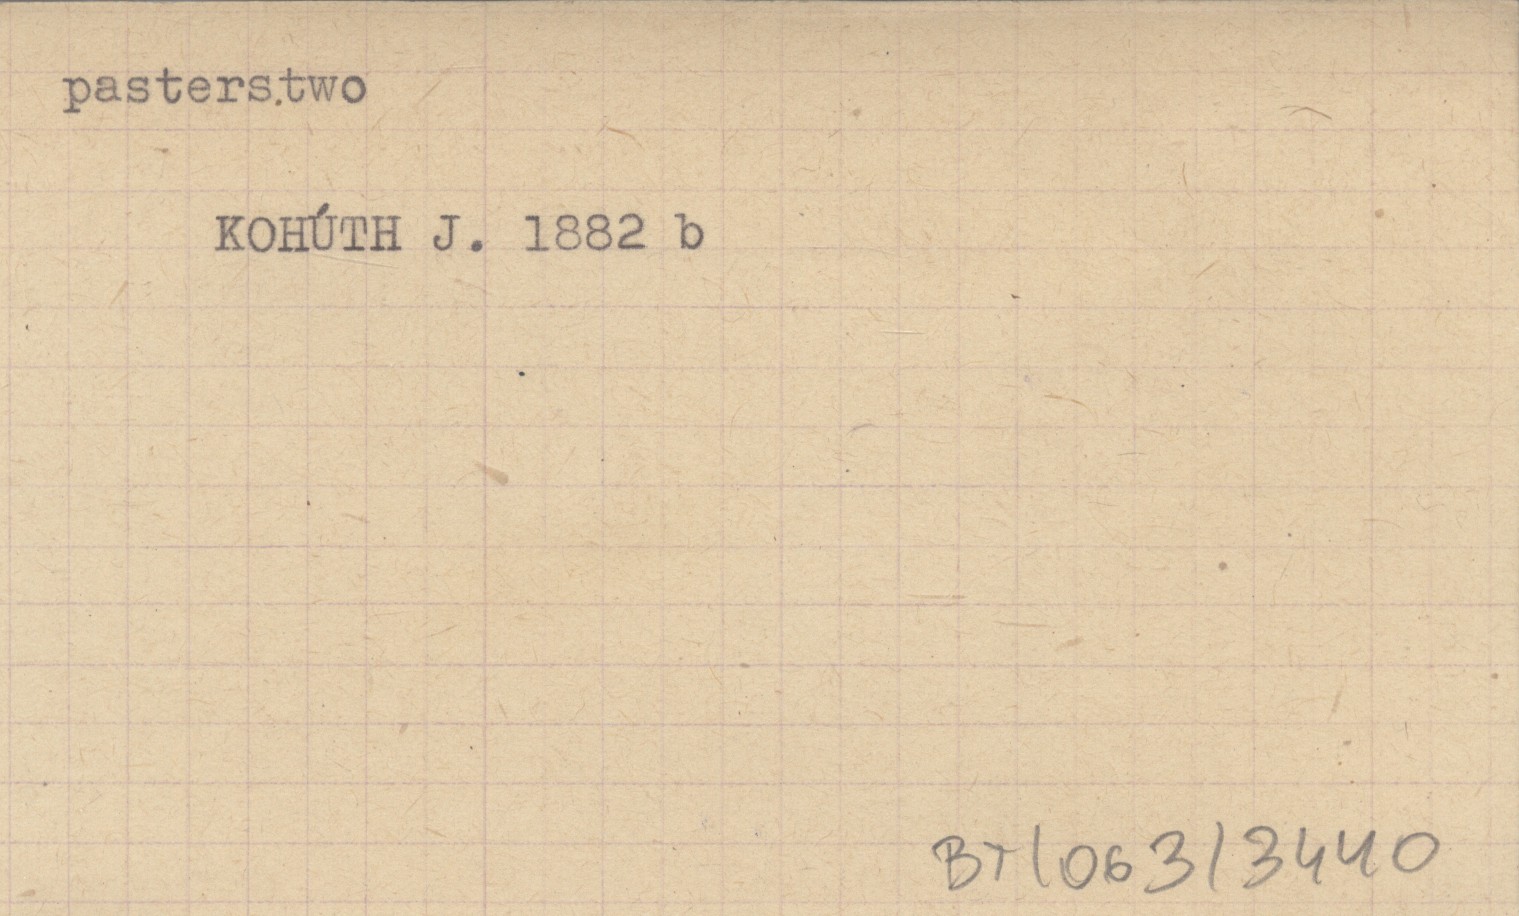 pasterstwo
KOHÚTH J. 1882 b
BT/063/3440